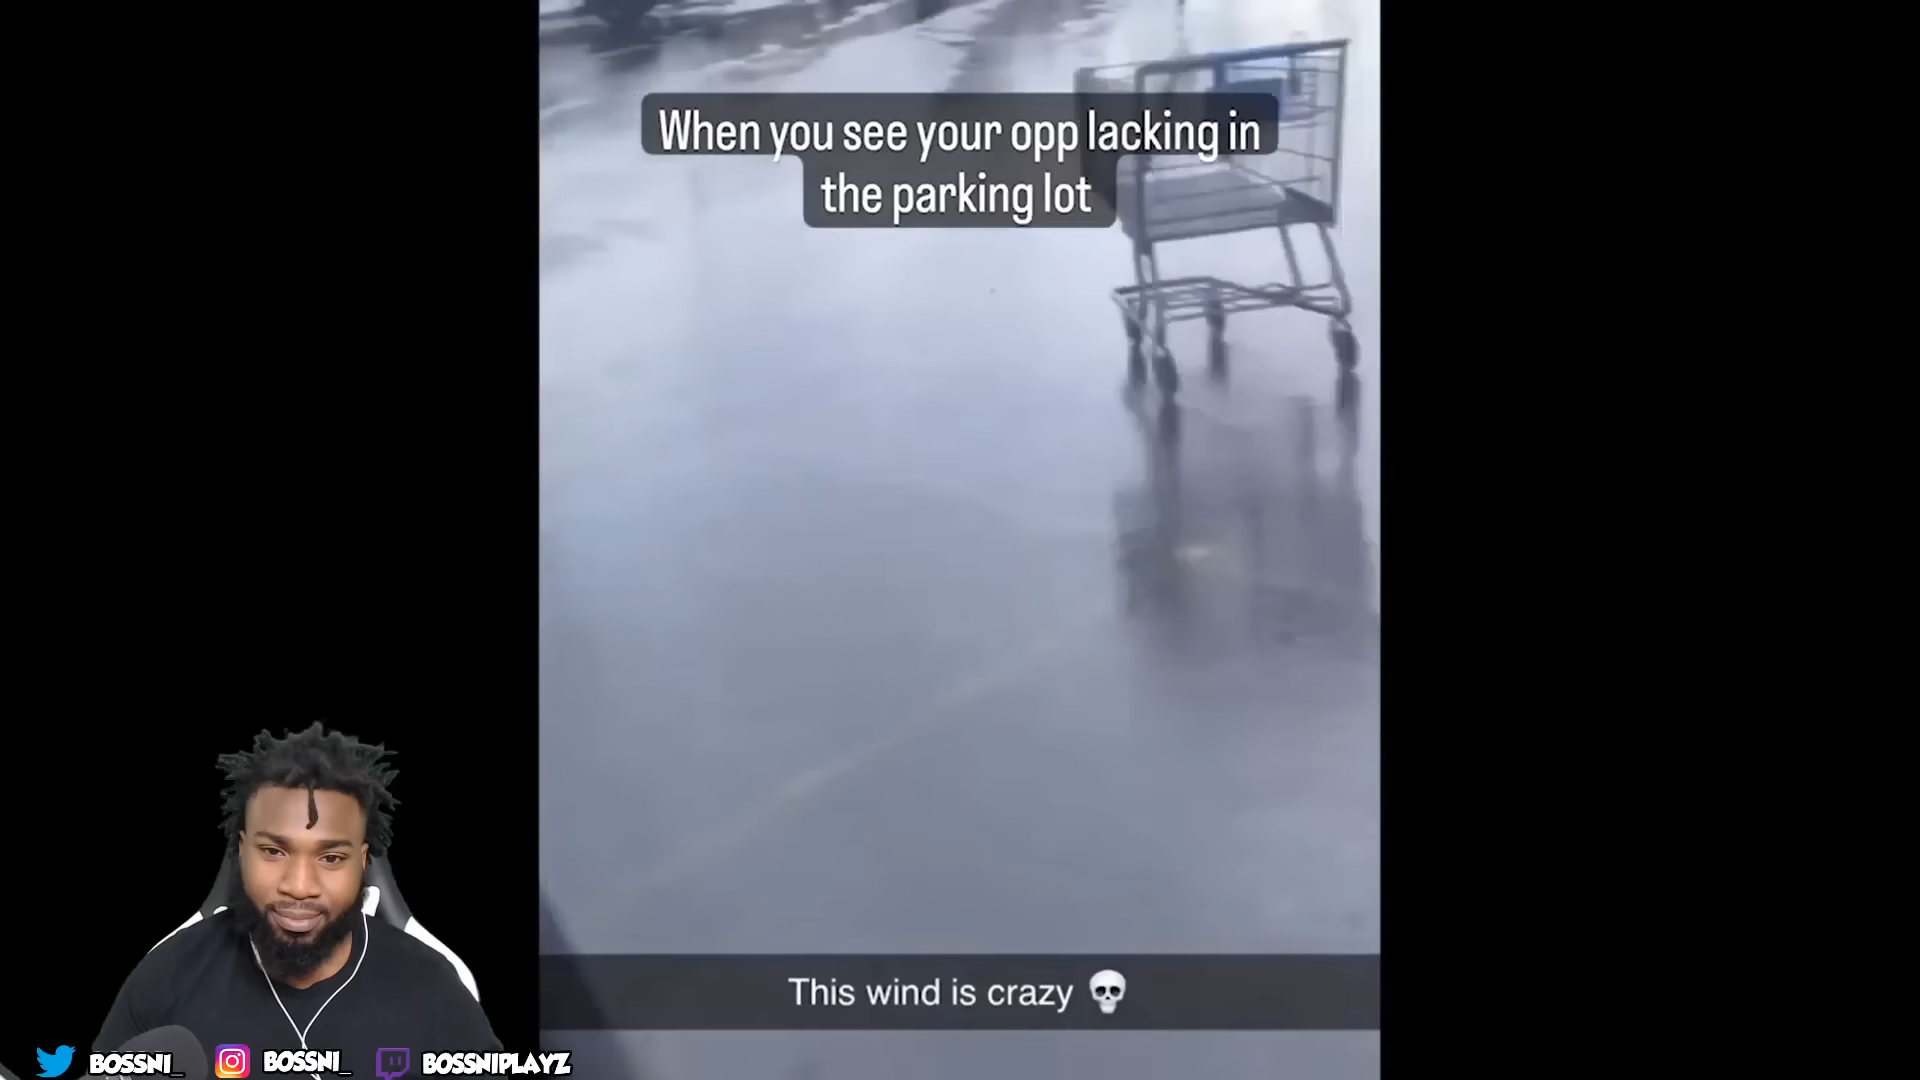 When you see your opp lacking in
the parking lot
This wind is crazy 💀
BOSSNI_ BOSSNI_ BOSSNIPLAYZ